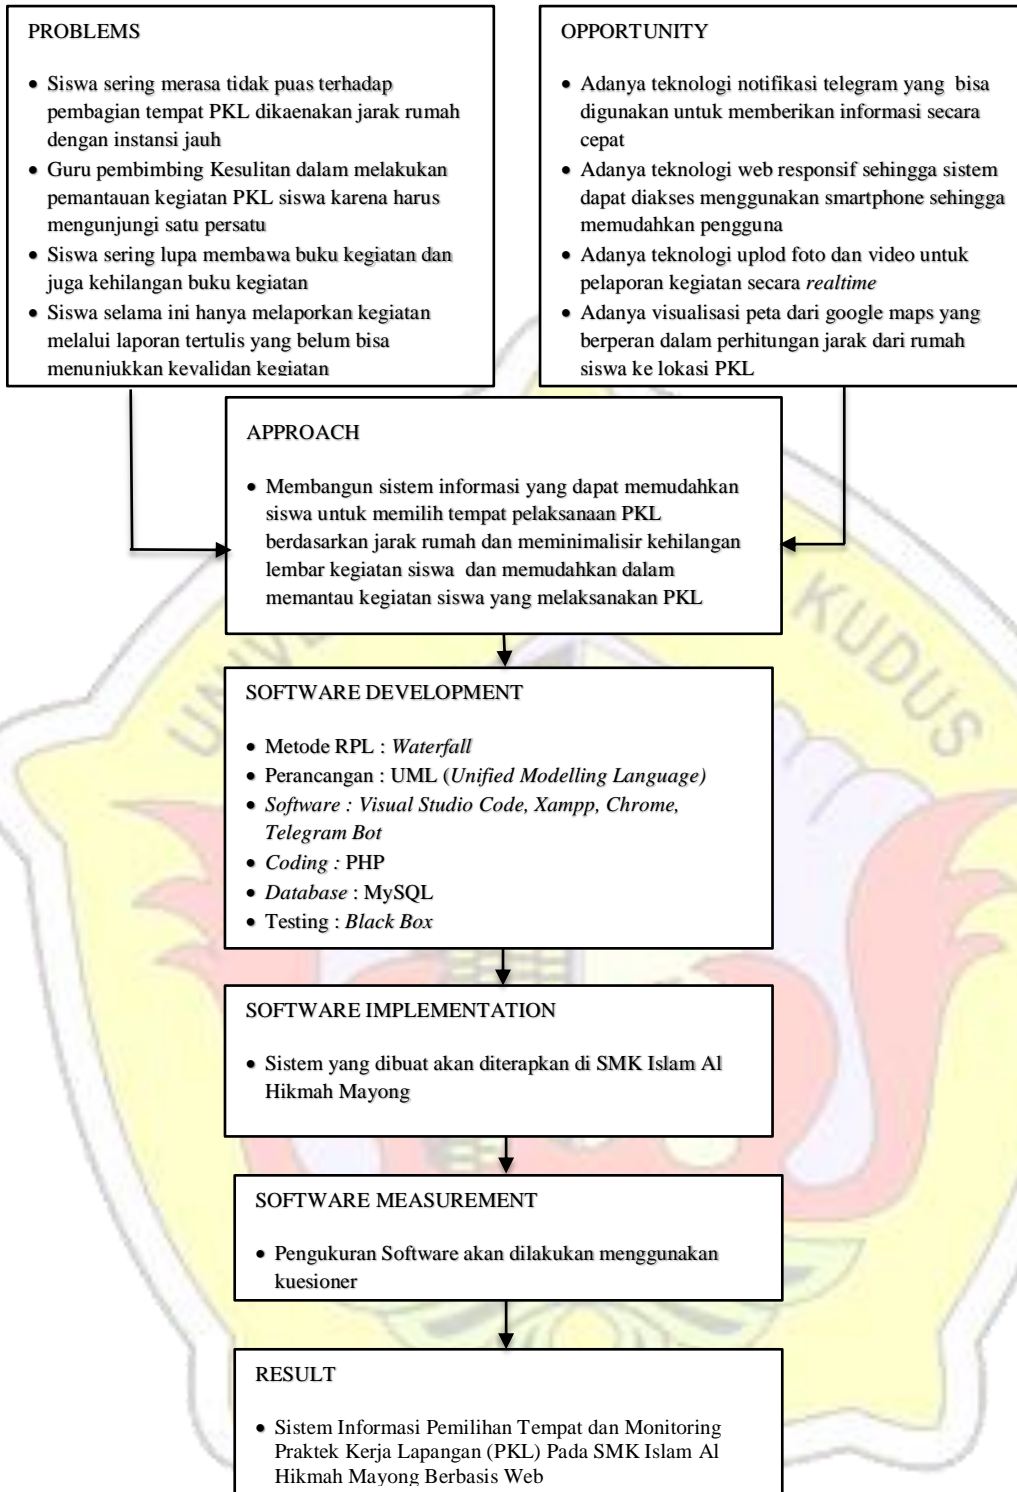 PROBLEMS
• Siswa sering merasa tidak puas terhadap
pembagian tempat PKL dikaenakan jarak rumah
dengan instansi jauh
• Guru pembimbing Kesulitan dalam melakukan
pemantauan kegiatan PKL siswa karena harus
mengunjungi satu persatu
• Siswa sering lupa membawa buku kegiatan dan
juga kehilangan buku kegiatan
• Siswa selama ini hanya melaporkan kegiatan
melalui laporan tertulis yang belum bisa
menunjukkan kevalidan kegiatan
OPPORTUNITY
• Adanya teknologi notifikasi telegram yang bisa
digunakan untuk memberikan informasi secara
cepat
• Adanya teknologi web responsif sehingga sistem
dapat diakses menggunakan smartphone sehingga
memudahkan pengguna
• Adanya teknologi uplod foto dan video untuk
pelaporan kegiatan secara realtime
• Adanya visualisasi peta dari google maps yang
berperan dalam perhitungan jarak dari rumah
siswa ke lokasi PKL
APPROACH
• Membangun sistem informasi yang dapat memudahkan
siswa untuk memilih tempat pelaksanaan PKL
berdasarkan jarak rumah dan meminimalisir kehilangan
lembar kegiatan siswa dan memudahkan dalam
memantau kegiatan siswa yang melaksanakan PKL
SOFTWARE DEVELOPMENT
• Metode RPL : Waterfall
• Perancangan : UML (Unified Modelling Language)
• Software : Visual Studio Code, Xampp, Chrome,
Telegram Bot
• Coding : PHP
• Database : MySQL
• Testing : Black Box
SOFTWARE IMPLEMENTATION
• Sistem yang dibuat akan diterapkan di SMK Islam Al
Hikmah Mayong
SOFTWARE MEASUREMENT
• Pengukuran Software akan dilakukan menggunakan
kuesioner
RESULT
• Sistem Informasi Pemilihan Tempat dan Monitoring
Praktek Kerja Lapangan (PKL) Pada SMK Islam Al
Hikmah Mayong Berbasis Web
KUDUS